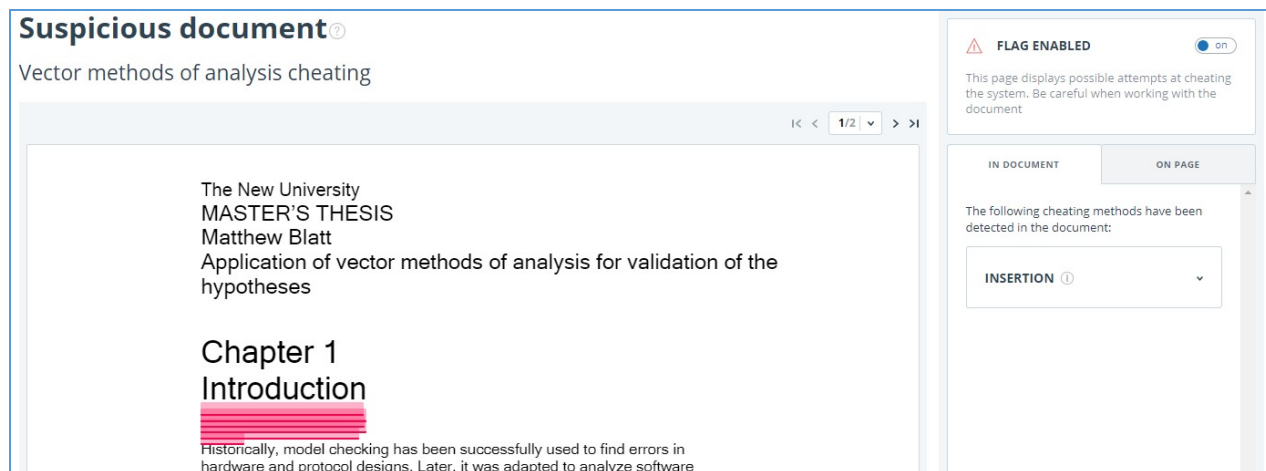 Suspicious document
Vector methods of analysis cheating
1/2
The New University
MASTER'S THESIS
Matthew Blatt
Application of vector methods of analysis for validation of the
hypotheses
Chapter 1
Introduction
Historically, model checking has been successfully used to find errors in
hardware and protocol designs. Later, it was adapted to analyze software
FLAG ENABLED
on
This page displays possible attempts at cheating
the system. Be careful when working with the
document
IN DOCUMENT
ON PAGE
The following cheating methods have been
detected in the document:
INSERTION